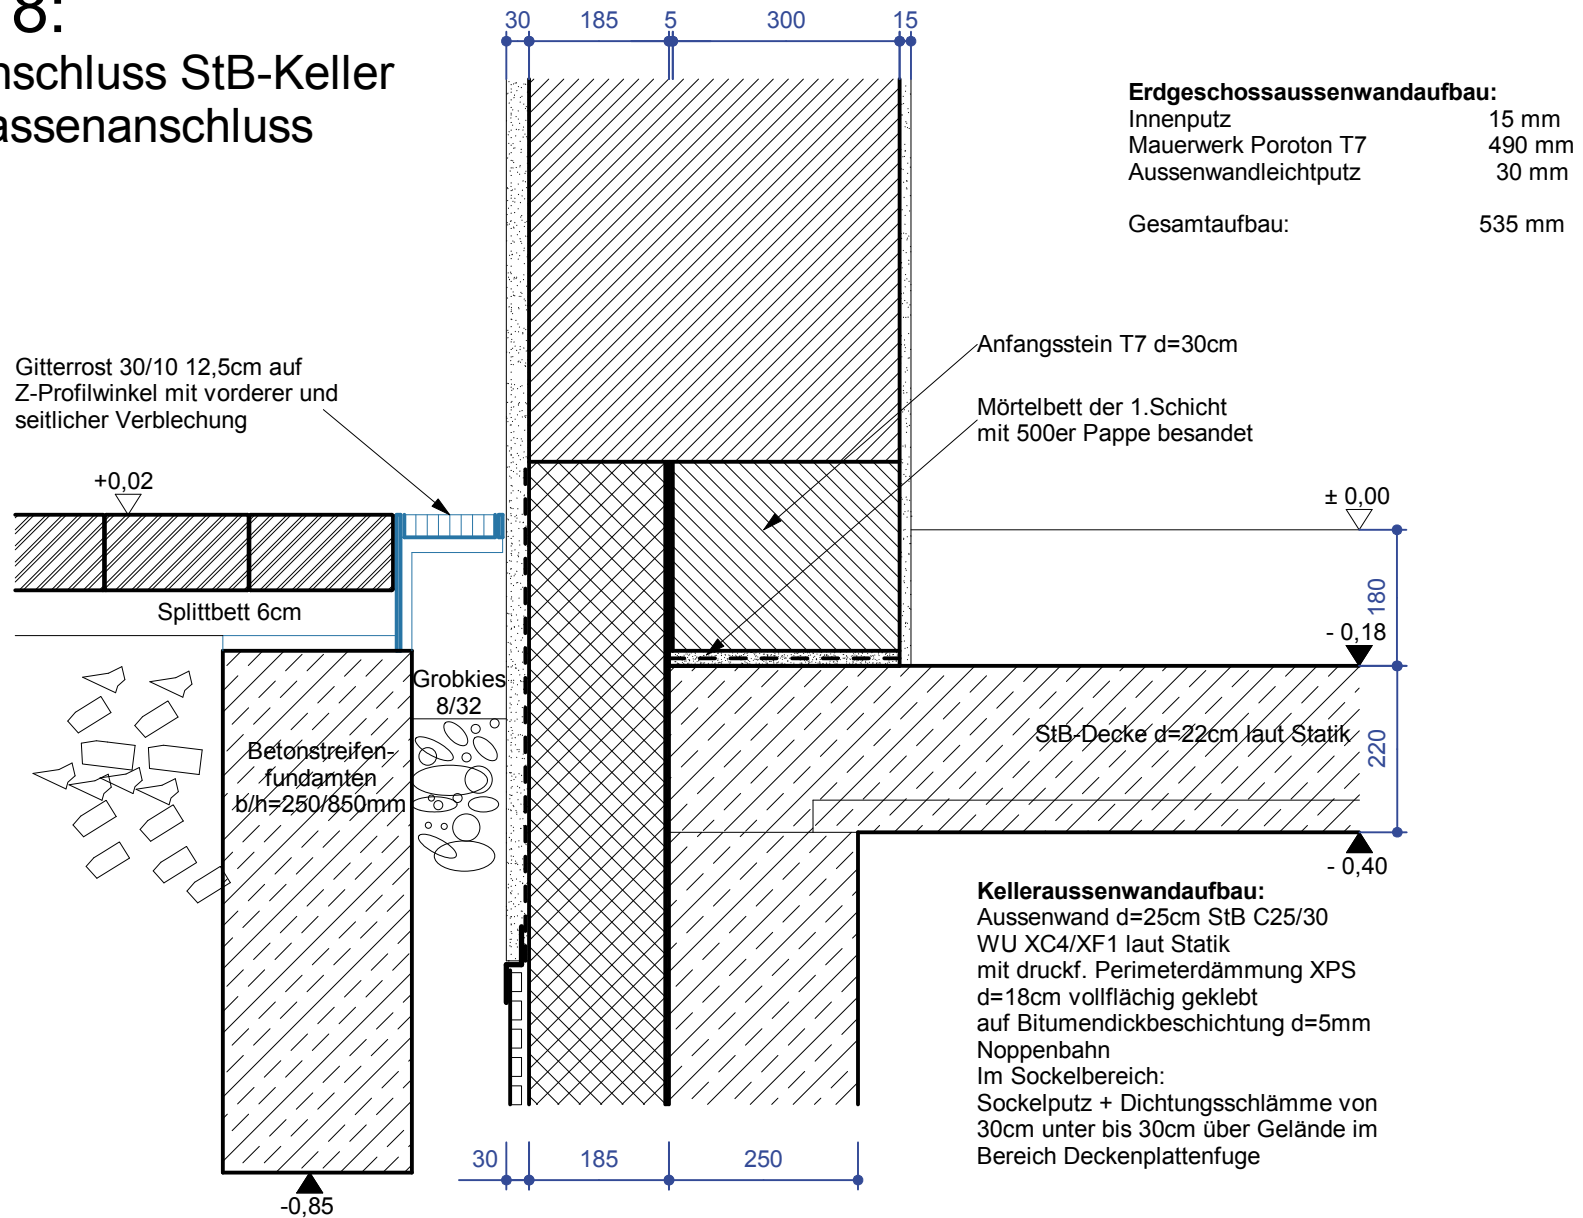 8:
nschluss StB-Keller
assenanschluss
30 185 5 300 15
Erdgeschossaussenwandaufbau:
Innenputz 15 mm
Mauerwerk Poroton T7 490 mm
Aussenwandleichtputz 30 mm
Gesamtaufbau: 535 mm
Gitterrost 30/10 12,5cm auf
Z-Profilwinkel mit vorderer und
seitlicher Verblechung
Anfangsstein T7 d=30cm
Mörtelbett der 1.Schicht
mit 500er Pappe besandet
+0,02
± 0,00
Splittbett 6cm
180
- 0,18
Grobkies
8/32
StB-Decke d=22cm laut Statik
220
Betonstreifen-
fundamten
b/h=250/850mm
- 0,40
Kelleraussenwandaufbau:
Aussenwand d=25cm StB C25/30
WU XC4/XF1 laut Statik
mit druckf. Perimeterdämmung XPS
d=18cm vollflächig geklebt
auf Bitumendickbeschichtung d=5mm
Noppenbahn
Im Sockelbereich:
Sockelputz + Dichtungsschlämme von
30cm unter bis 30cm über Gelände im
Bereich Deckenplattenfuge
30 185 250
-0,85